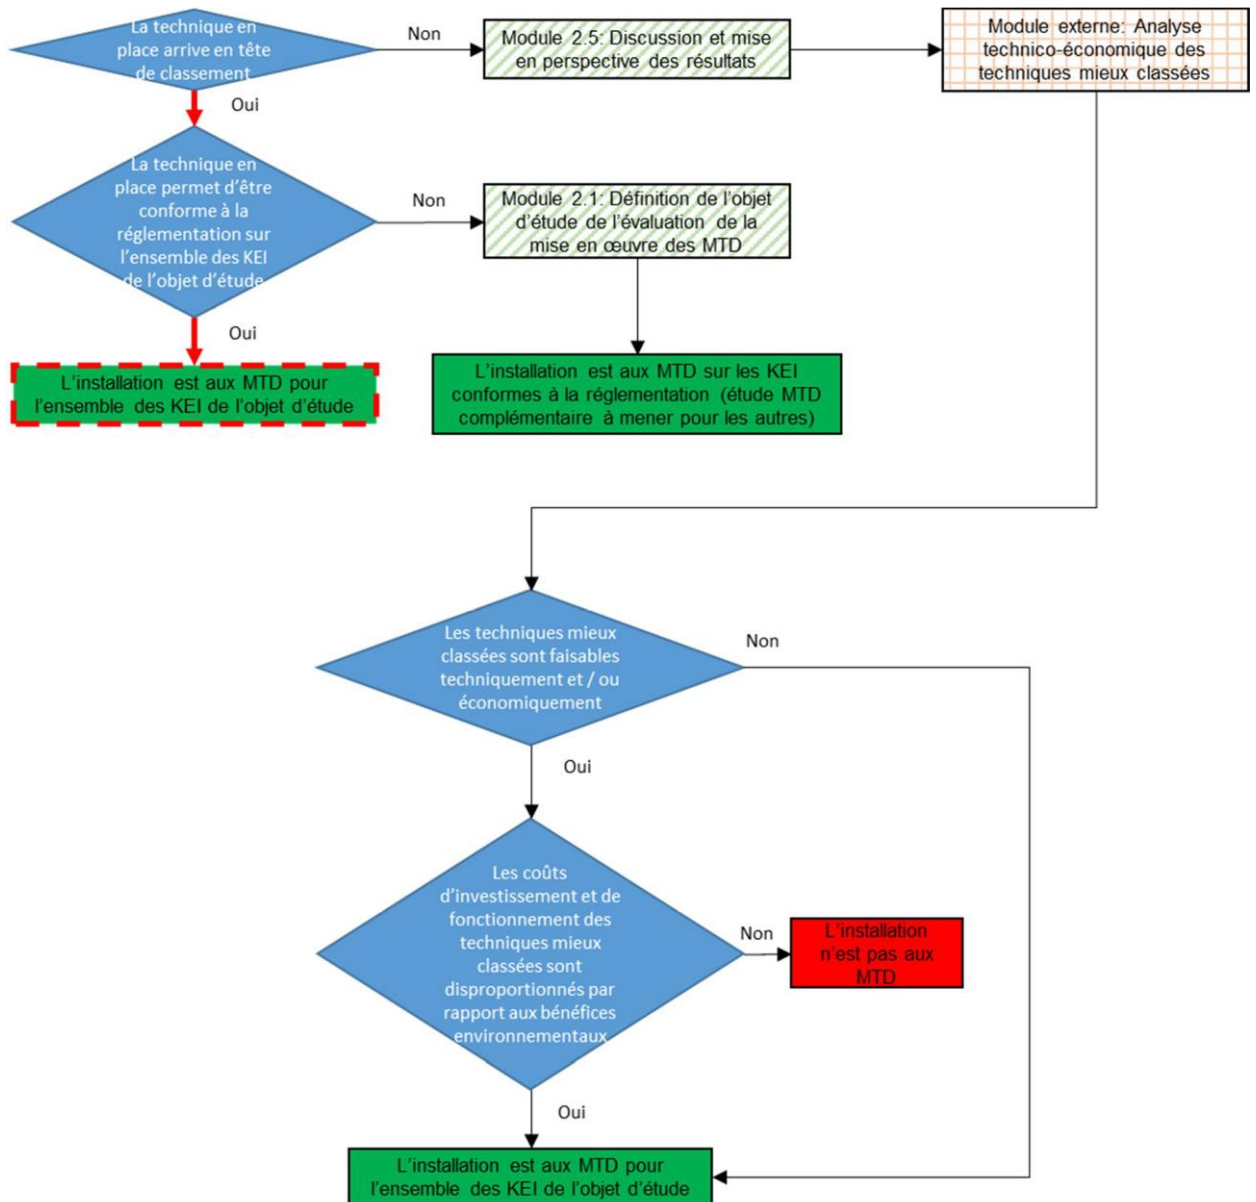 La technique en
place arrive en tête
de classement
Non
Module 2.5: Discussion et mise
en perspective des résultats
Module externe: Analyse
technico-économique des
techniques mieux classées
Oui
La technique en
place permet d'être
conforme à la
réglementation sur
l'ensemble des KEI
de l'objet d'étude
Non
Module 2.1: Définition de l'objet
d'étude de l'évaluation de la
mise en œuvre des MTD
Oui
L'installation est aux MTD pour
l'ensemble des KEI de l'objet d'étude
L'installation est aux MTD sur les KEI
conformes à la réglementation (étude MTD
complémentaire à mener pour les autres)
Les techniques mieux
classées sont faisables
techniquement et / ou
économiquement
Non
Oui
Les coûts
d'investissement et de
fonctionnement des
techniques mieux
classées sont
disproportionnés par
rapport aux bénéfices
environnementaux
Non
L'installation
n'est pas aux
MTD
Oui
L'installation est aux MTD pour
l'ensemble des KEI de l'objet d'étude